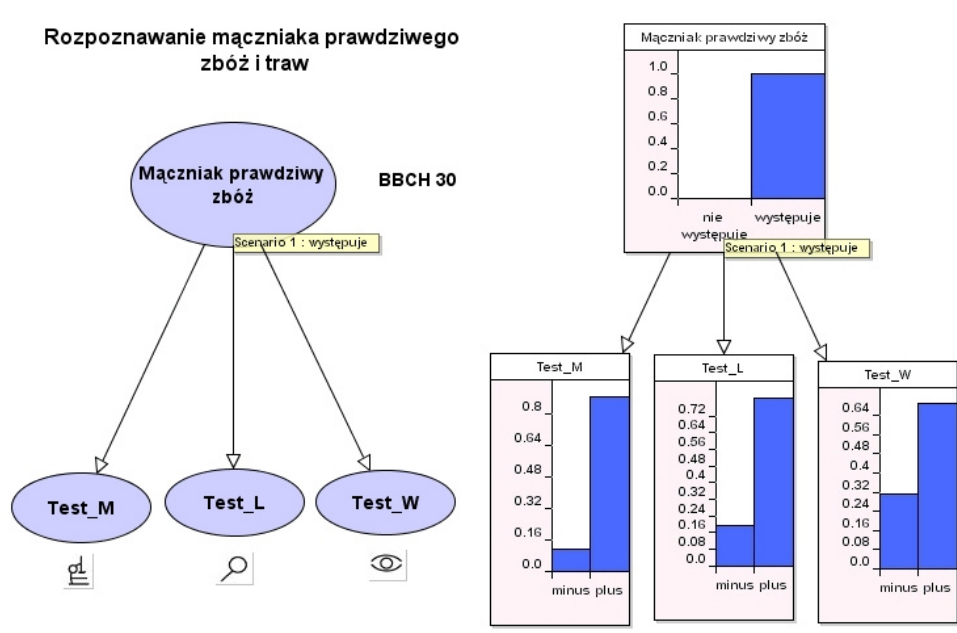 Rozpoznawanie mączniaka prawdziwego
zbóż i traw
Mączniak prawdziwy
zbóż
BBCH 30
Scenario 1 : występuje
Test_M
Test_L
Test_W
Mączniak prawdziwy zbóż
1.0
0.8
0.6
0.4
0.2
0.0
nie
występuje
występuje
Scenario 1 : występuje
Test_M
0.8
0.64
0.48
0.32
0.16
0.0
minus plus
Test_L
0.72
0.64
0.56
0.48
0.4
0.32
0.24
0.16
0.08
0.0
minus plus
Test_W
0.64
0.56
0.48
0.4
0.32
0.24
0.16
0.08
0.0
minus plus